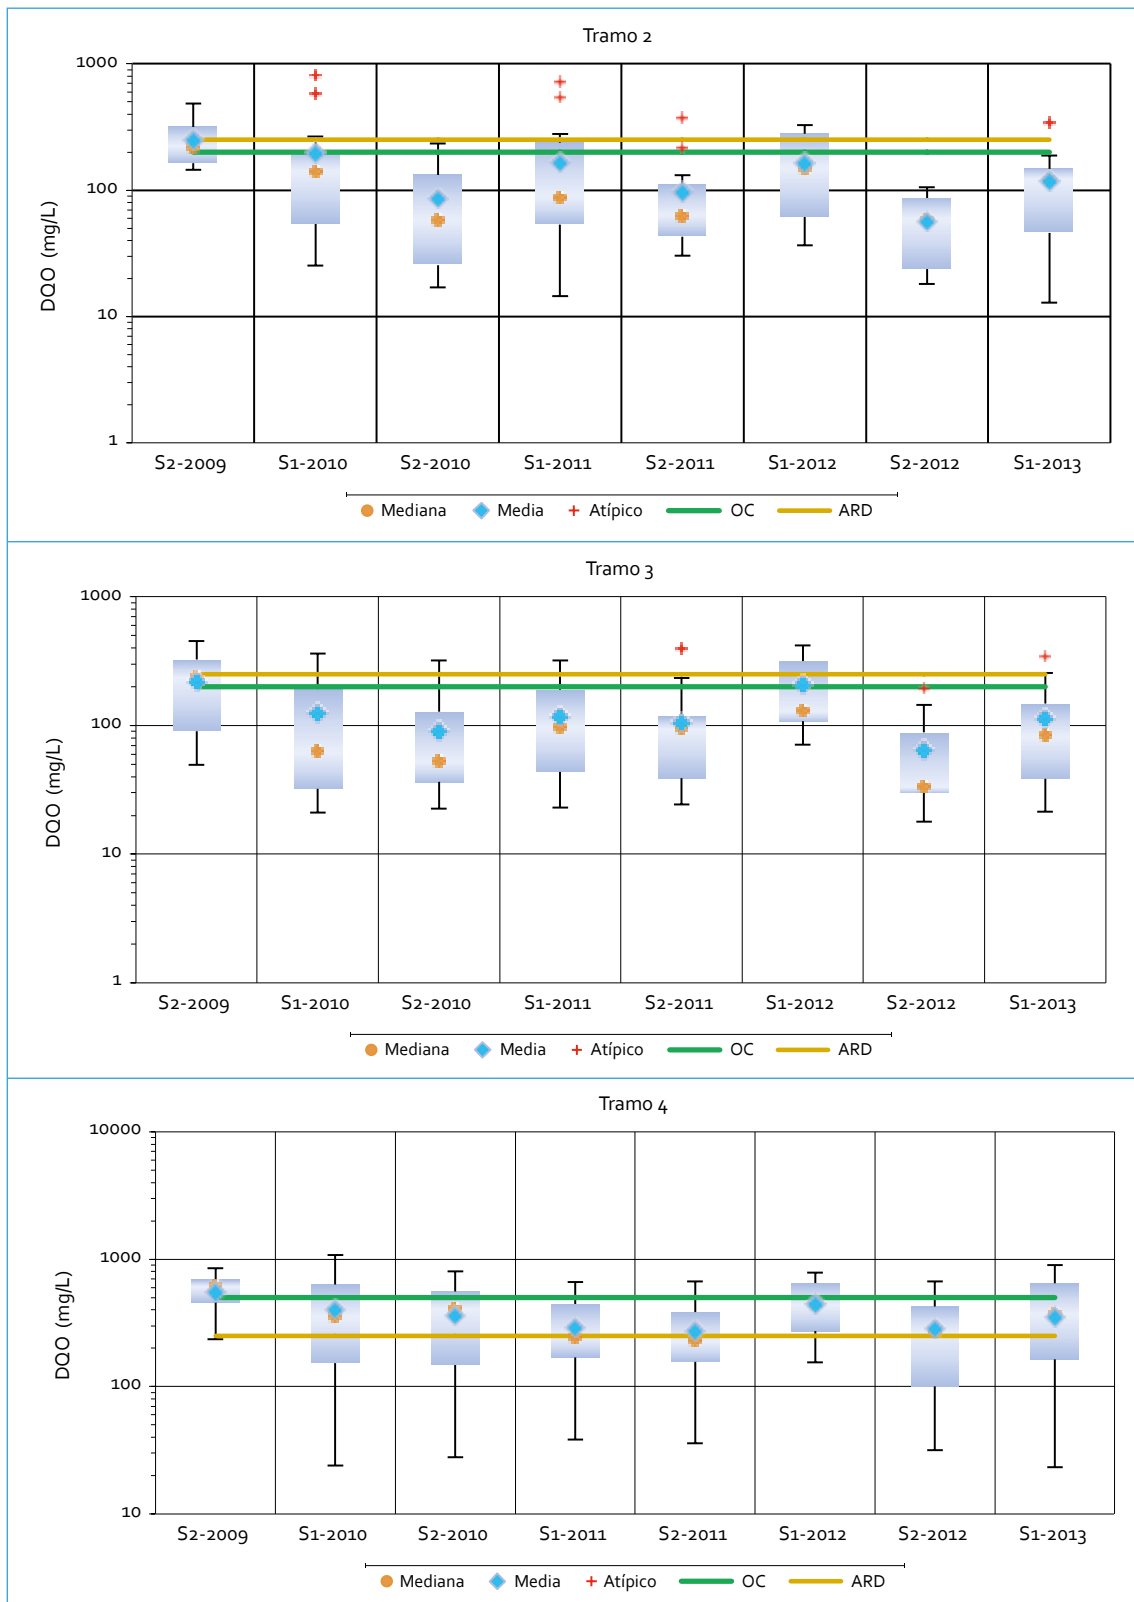 Tramo 2
1000
100
10
1
DQO (mg/L)
S2-2009 S1-2010 S2-2010 S1-2011 S2-2011 S1-2012 S2-2012 S1-2013
Mediana Media Atípico OC ARD
Tramo 3
1000
100
10
1
DQO (mg/L)
S2-2009 S1-2010 S2-2010 S1-2011 S2-2011 S1-2012 S2-2012 S1-2013
Mediana Media Atípico OC ARD
Tramo 4
10000
1000
100
10
DQO (mg/L)
S2-2009 S1-2010 S2-2010 S1-2011 S2-2011 S1-2012 S2-2012 S1-2013
Mediana Media Atípico OC ARD